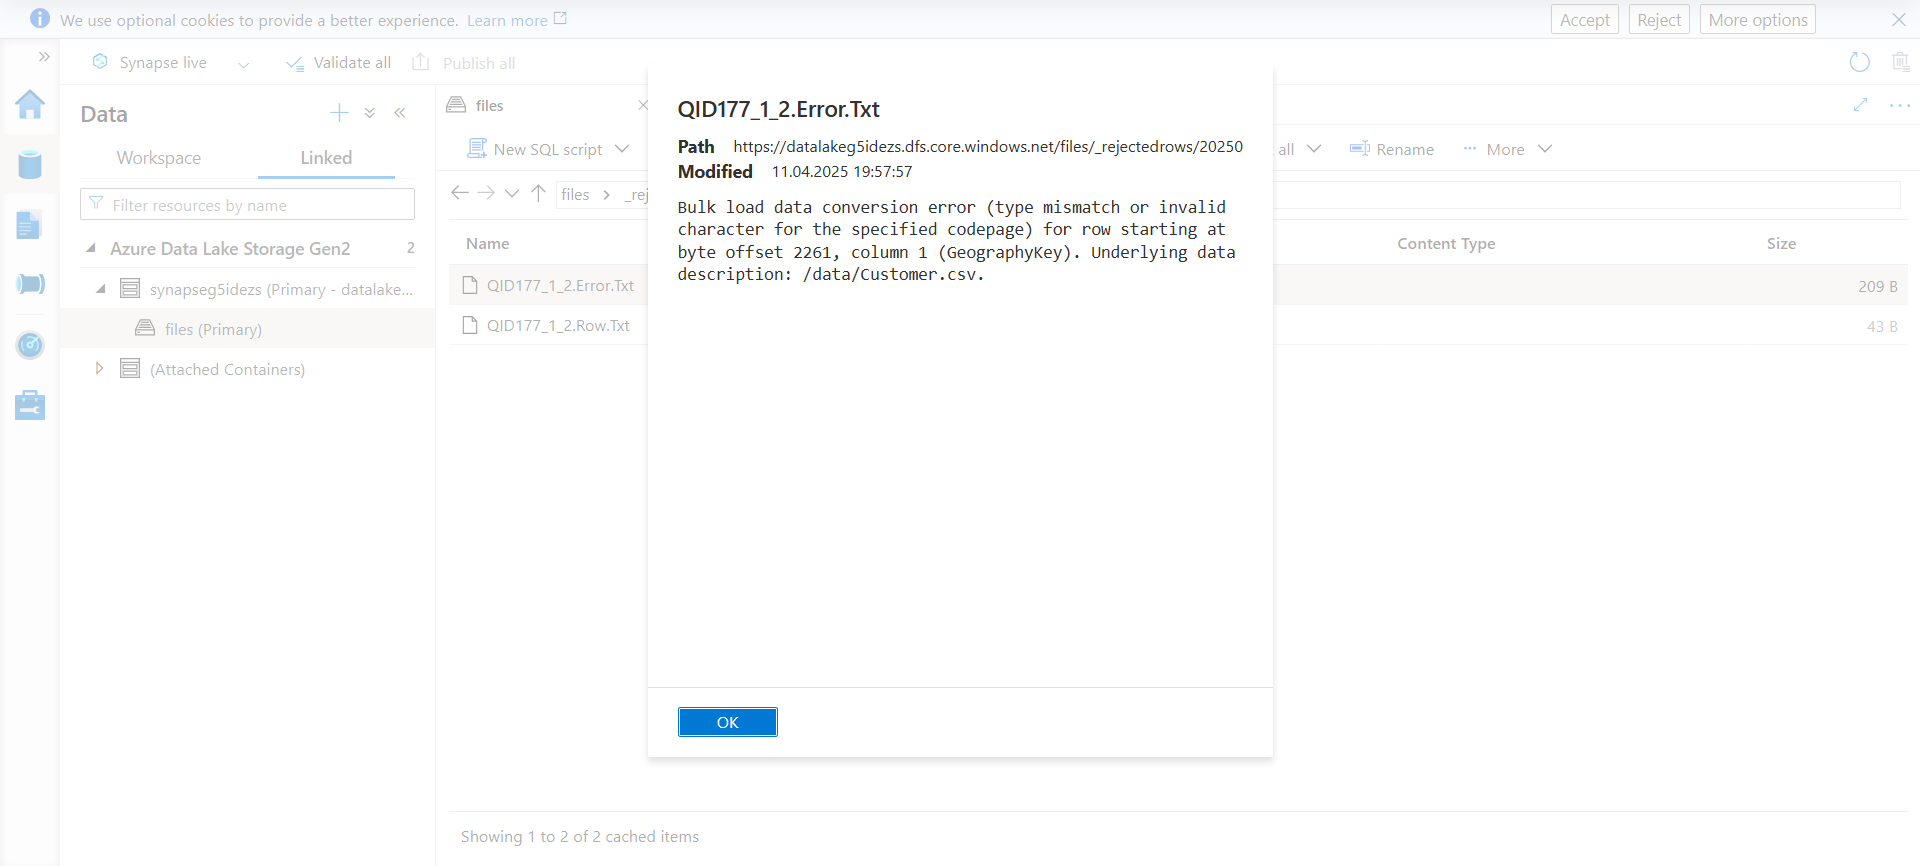 We use optional cookies to provide a better experience. Learn more
Accept
Reject
More options
Synapse live
Validate all
Publish all
Data
Workspace
Linked
Filter resources by name
Azure Data Lake Storage Gen2
2
synapseg5idezs (Primary - datalake...
files (Primary)
(Attached Containers)
files
New SQL script
all
Rename
More
files
_rej
Name
Content Type
Size
QID177_1_2.Error.Txt
209 B
QID177_1_2.Row.Txt
43 B
Showing 1 to 2 of 2 cached items
QID177_1_2.Error.Txt
Path https://datalakeg5idezs.dfs.core.windows.net/files/_rejectedrows/20250
Modified 11.04.2025 19:57:57
Bulk load data conversion error (type mismatch or invalid
character for the specified codepage) for row starting at
byte offset 2261, column 1 (GeographyKey). Underlying data
description: /data/Customer.csv.
OK